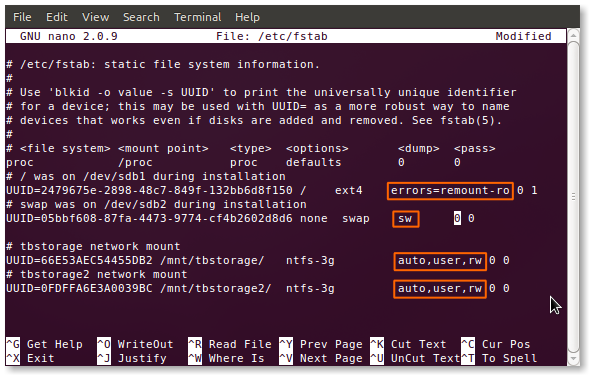 File Edit View Search Terminal Help
GNU nano 2.0.9 File: /etc/fstab Modified
# /etc/fstab: static file system information.
#
# Use 'blkid -o value -s UUID' to print the universally unique identifier
# for a device; this may be used with UUID= as a more robust way to name
# devices that works even if disks are added and removed. See fstab(5).
#
# <file system> <mount point> <type> <options> <dump> <pass>
proc /proc proc defaults 0 0
# / was on /dev/sdb1 during installation
UUID=2479675e-2898-48c7-849f-132bb6d8f150 / ext4 errors=remount-ro 0 1
# swap was on /dev/sdb2 during installation
UUID=05bbf608-87fa-4473-9774-cf4b2602d8d6 none swap sw 0 0
# tbstorage network mount
UUID=66E53AEC54455DB2 /mnt/tbstorage/ ntfs-3g auto,user,rw 0 0
# tbstorage2 network mount
UUID=0FDFFA6E3A0039BC /mnt/tbstorage2/ ntfs-3g auto,user,rw 0 0
^G Get Help ^O WriteOut ^R Read File ^Y Prev Page ^K Cut Text ^C Cur Pos
^X Exit ^J Justify ^W Where Is ^V Next Page ^U UnCut Text ^T To Spell